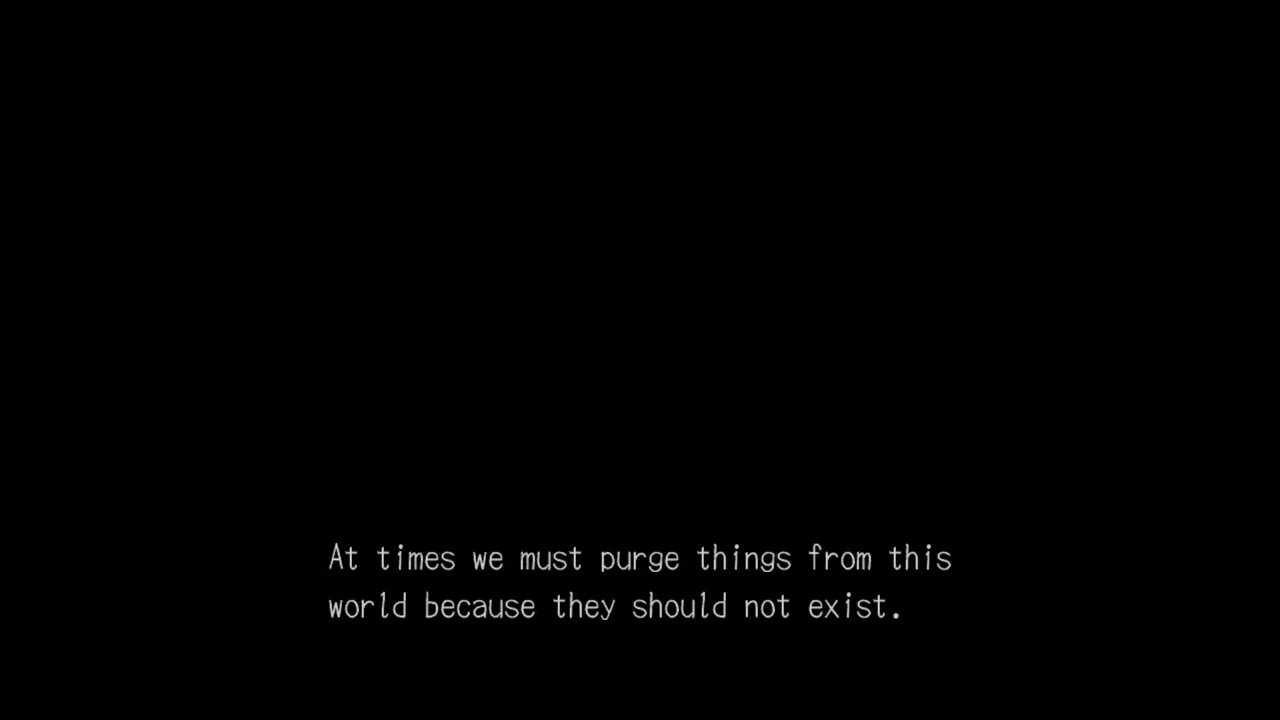 At times we must purge things from this
world because they should not exist.